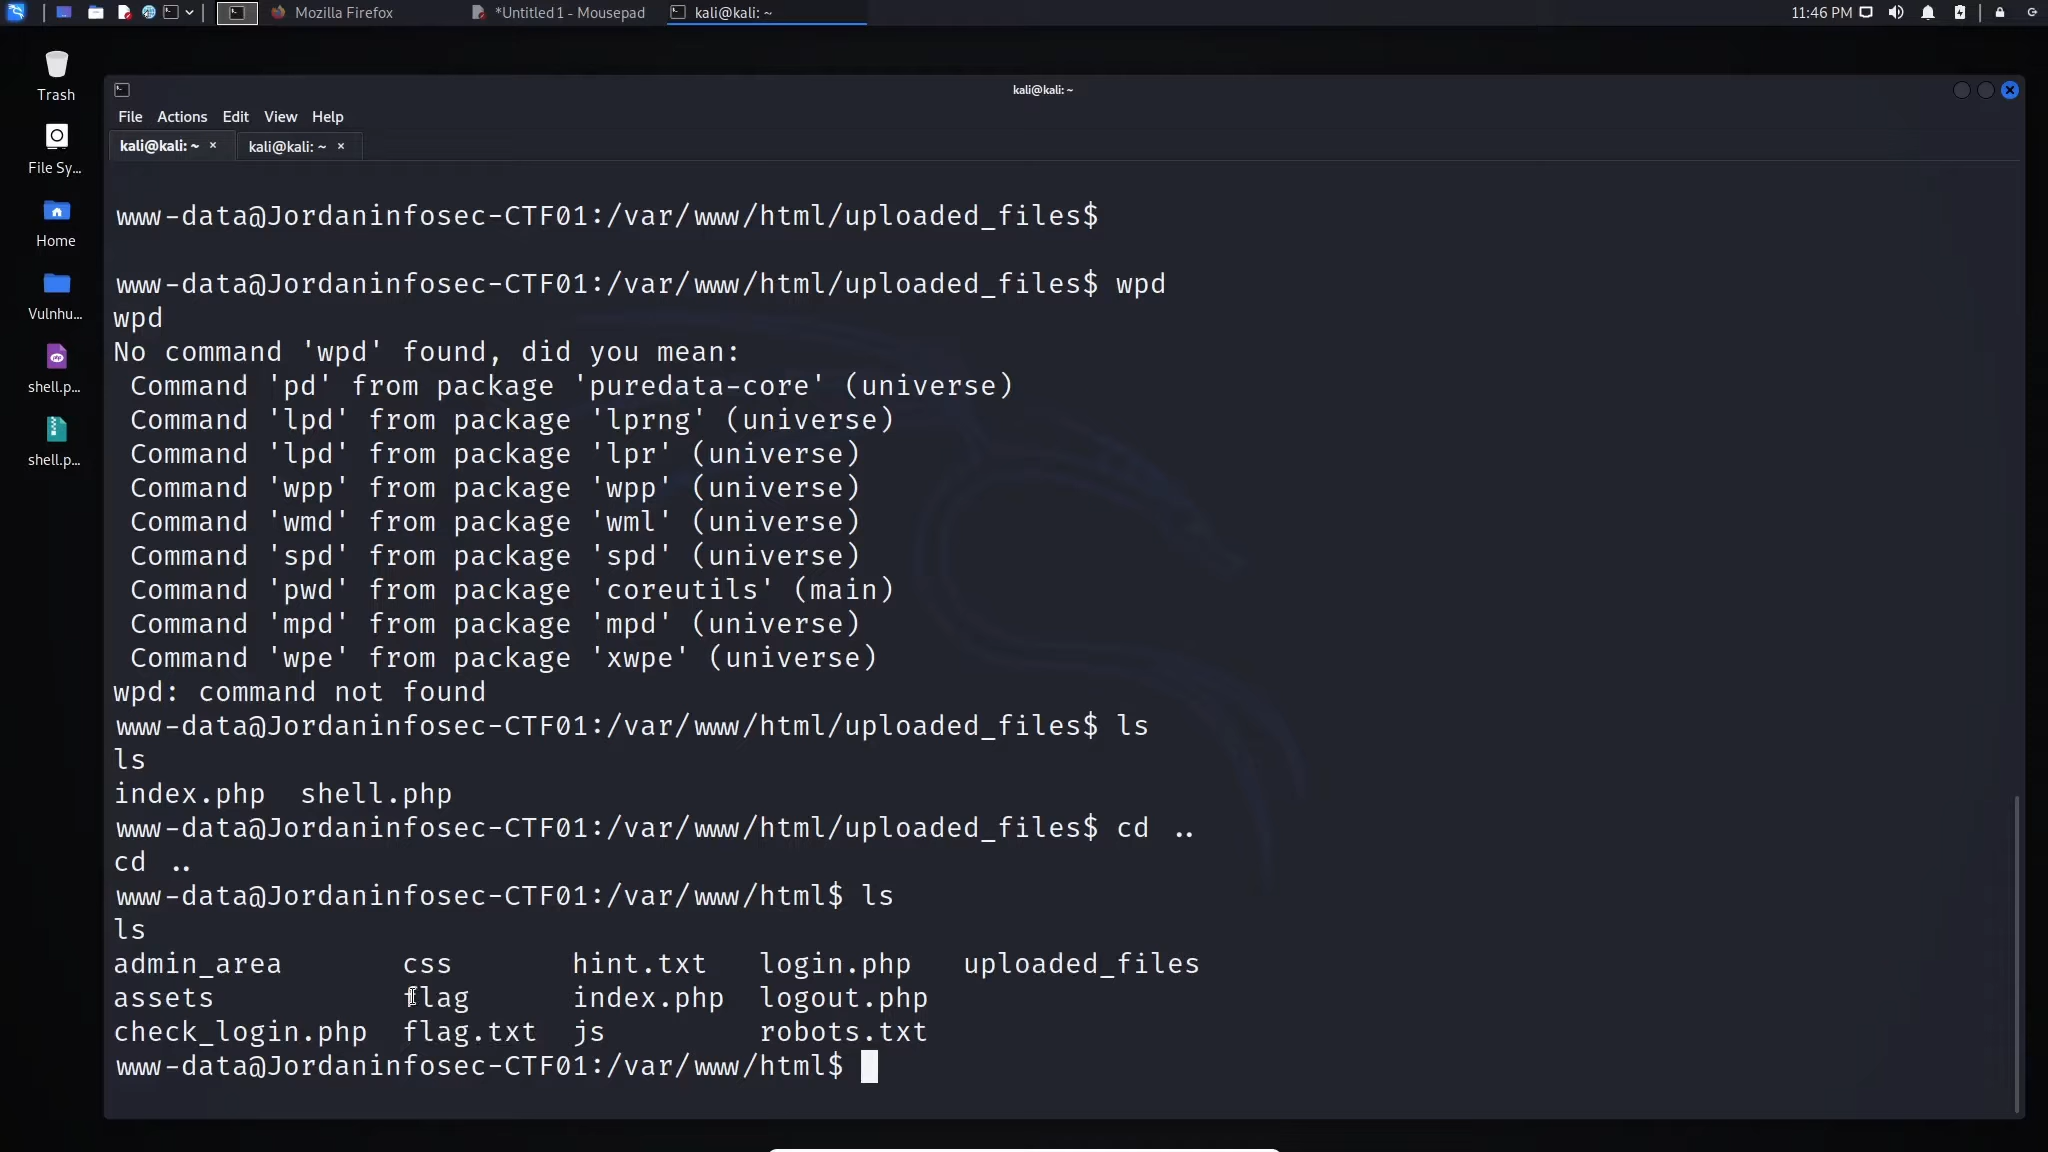 Mozilla Firefox
*Untitled 1 - Mousepad
kali@kali: ~
11:46 PM
Trash
File Sy...
Home
Vulnhu...
shell.p...
shell.p...
kali@kali: ~
File Actions Edit View Help
kali@kali: ~ ×
kali@kali: ~ ×
www-data@Jordaninfosec-CTF01:/var/www/html/uploaded_files$
www-data@Jordaninfosec-CTF01:/var/www/html/uploaded_files$ wpd
wpd
No command 'wpd' found, did you mean:
 Command 'pd' from package 'puredata-core' (universe)
 Command 'lpd' from package 'lprng' (universe)
 Command 'lpd' from package 'lpr' (universe)
 Command 'wpp' from package 'wpp' (universe)
 Command 'wmd' from package 'wml' (universe)
 Command 'spd' from package 'spd' (universe)
 Command 'pwd' from package 'coreutils' (main)
 Command 'mpd' from package 'mpd' (universe)
 Command 'wpe' from package 'xwpe' (universe)
wpd: command not found
www-data@Jordaninfosec-CTF01:/var/www/html/uploaded_files$ ls
ls
index.php  shell.php
www-data@Jordaninfosec-CTF01:/var/www/html/uploaded_files$ cd ..
cd ..
www-data@Jordaninfosec-CTF01:/var/www/html$ ls
ls
admin_area       css       hint.txt   login.php   uploaded_files
assets           flag      index.php  logout.php
check_login.php  flag.txt  js         robots.txt
www-data@Jordaninfosec-CTF01:/var/www/html$